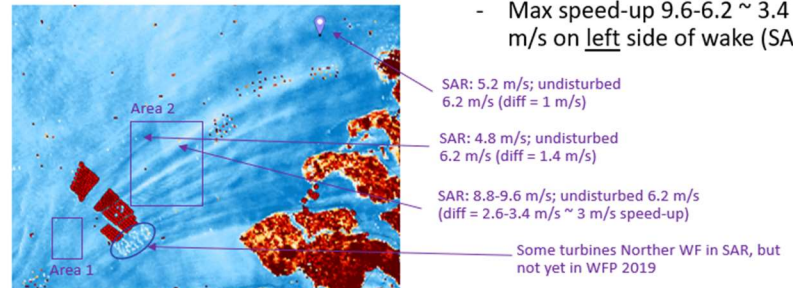 - Max speed-up 9.6-6.2 ~ 3.4
m/s on left side of wake (SA
SAR: 5.2 m/s; undisturbed
6.2 m/s (diff = 1 m/s)
Area 2
SAR: 4.8 m/s; undisturbed
6.2 m/s (diff = 1.4 m/s)
SAR: 8.8-9.6 m/s; undisturbed 6.2 m/s
(diff = 2.6-3.4 m/s ~ 3 m/s speed-up)
Some turbines Norther WF in SAR, but
not yet in WFP 2019
Area 1